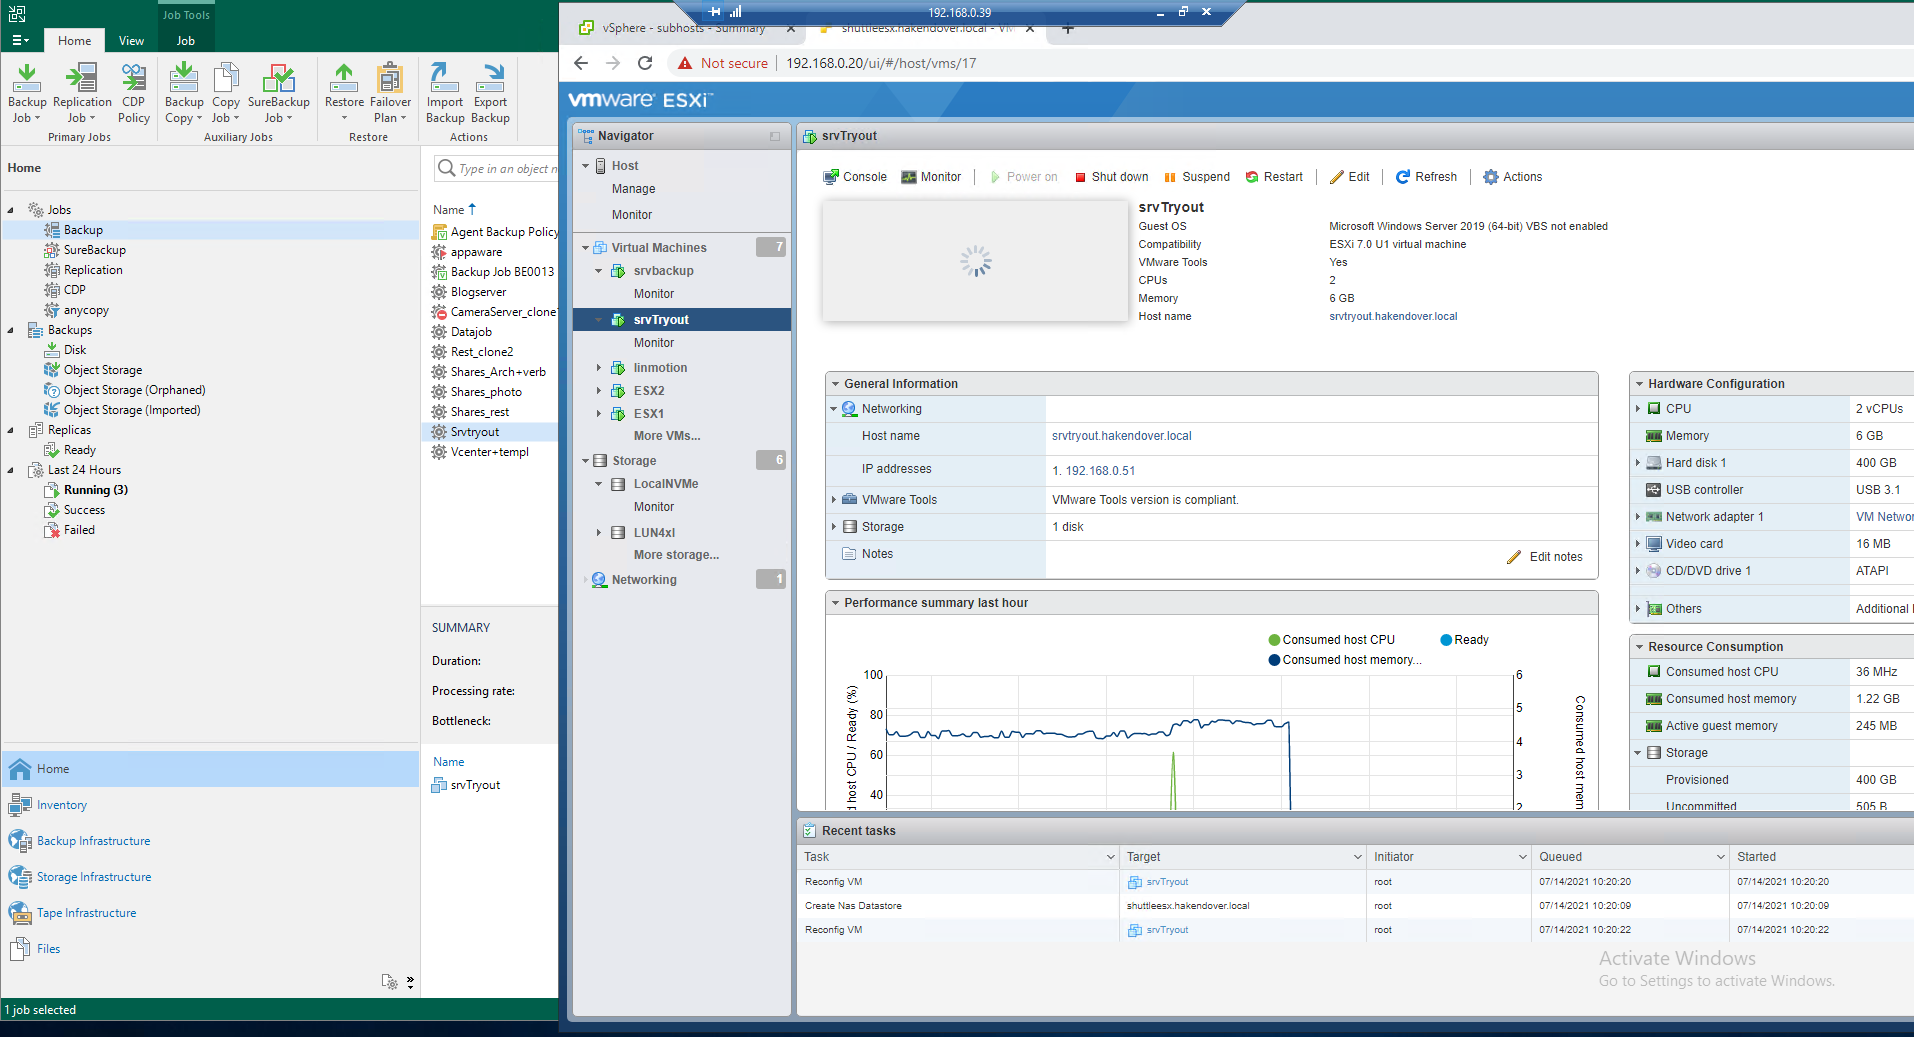 Job Tools
Home
View
Job
Backup Job
Replication Job
CDP Policy
Primary Jobs
Backup Copy
Copy Job
SureBackup Job
Auxiliary Jobs
Restore
Failover Plan
Restore
Import Backup
Export Backup
Actions
Home
Jobs
Backup
SureBackup
Replication
CDP
anycopy
Backups
Disk
Object Storage
Object Storage (Orphaned)
Object Storage (Imported)
Replicas
Ready
Last 24 Hours
Running (3)
Success
Failed
Home
Inventory
Backup Infrastructure
Storage Infrastructure
Tape Infrastructure
Files
1 job selected
Type in an object n
Name
Agent Backup Policy
appaware
Backup Job BE0013
Blogserver
CameraServer_clone
Datajob
Rest_clone2
Shares_Arch+verb
Shares_photo
Shares_rest
Srvtryout
Vcenter+templ
SUMMARY
Duration:
Processing rate:
Bottleneck:
Name
srvTryout
192.168.0.39
vSphere - subhosts - Summary
shuttleesx.hakendover.local - VM
Not secure
192.168.0.20/ui/#/host/vms/17
vmware ESXi™
Navigator
Host
Manage
Monitor
Virtual Machines 7
srvbackup
Monitor
srvTryout
Monitor
linmotion
ESX2
ESX1
More VMs...
Storage 6
LocalNVMe
Monitor
LUN4xl
More storage...
Networking 1
srvTryout
Console Monitor Power on Shut down Suspend Restart Edit Refresh Actions
srvTryout
Guest OS Microsoft Windows Server 2019 (64-bit) VBS not enabled
Compatibility ESXi 7.0 U1 virtual machine
VMware Tools Yes
CPUs 2
Memory 6 GB
Host name srvtryout.hakendover.local
General Information
Networking
Host name srvtryout.hakendover.local
IP addresses 1. 192.168.0.51
VMware Tools VMware Tools version is compliant.
Storage 1 disk
Notes Edit notes
Performance summary last hour
Consumed host CPU Ready
Consumed host memory...
100
80
60
40
6
5
4
3
2
d host CPU / Ready (%)
Consumed host mem
Hardware Configuration
CPU 2 vCPUs
Memory 6 GB
Hard disk 1 400 GB
USB controller USB 3.1
Network adapter 1 VM Networ
Video card 16 MB
CD/DVD drive 1 ATAPI
Others Additional
Resource Consumption
Consumed host CPU 36 MHz
Consumed host memory 1.22 GB
Active guest memory 245 MB
Storage
Provisioned 400 GB
Uncommitted 505 B
Recent tasks
Task Target Initiator Queued Started
Reconfig VM srvTryout root 07/14/2021 10:20:20 07/14/2021 10:20:20
Create Nas Datastore shuttleesx.hakendover.local root 07/14/2021 10:20:09 07/14/2021 10:20:09
Reconfig VM srvTryout root 07/14/2021 10:20:22 07/14/2021 10:20:22
Activate Windows
Go to Settings to activate Windows.